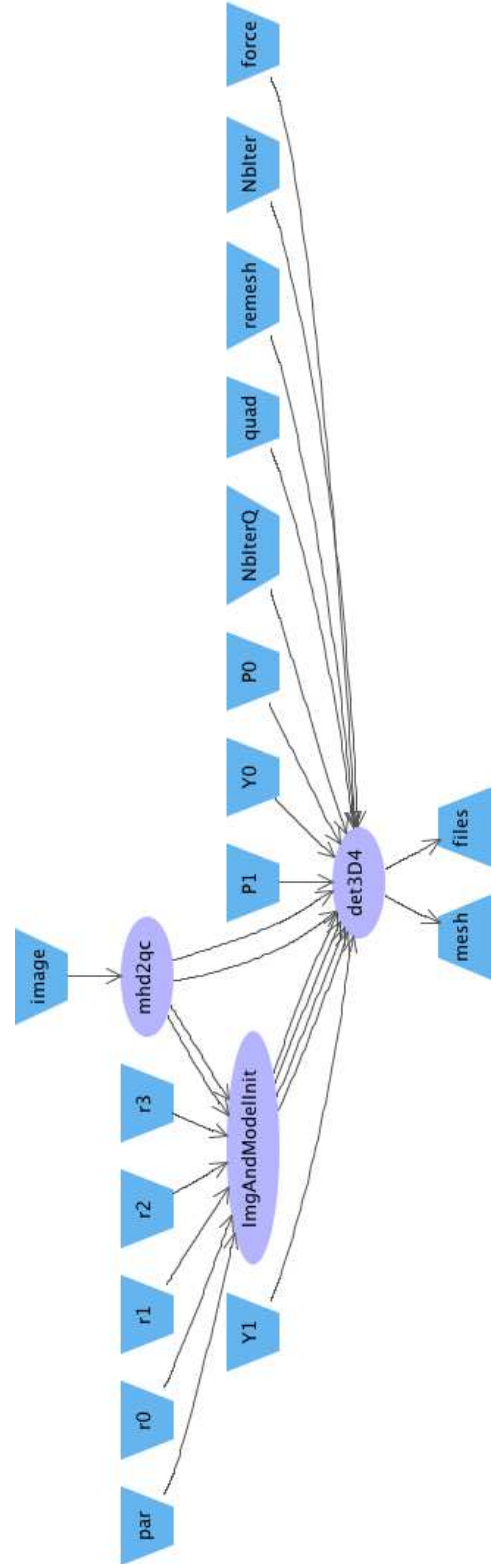 image
par
r0
r1
r2
r3
mhd2qc
Y1
ImgAndModelInit
P1
Y0
P0
NbIterQ
quad
remesh
NbIter
force
det3D4
mesh
files